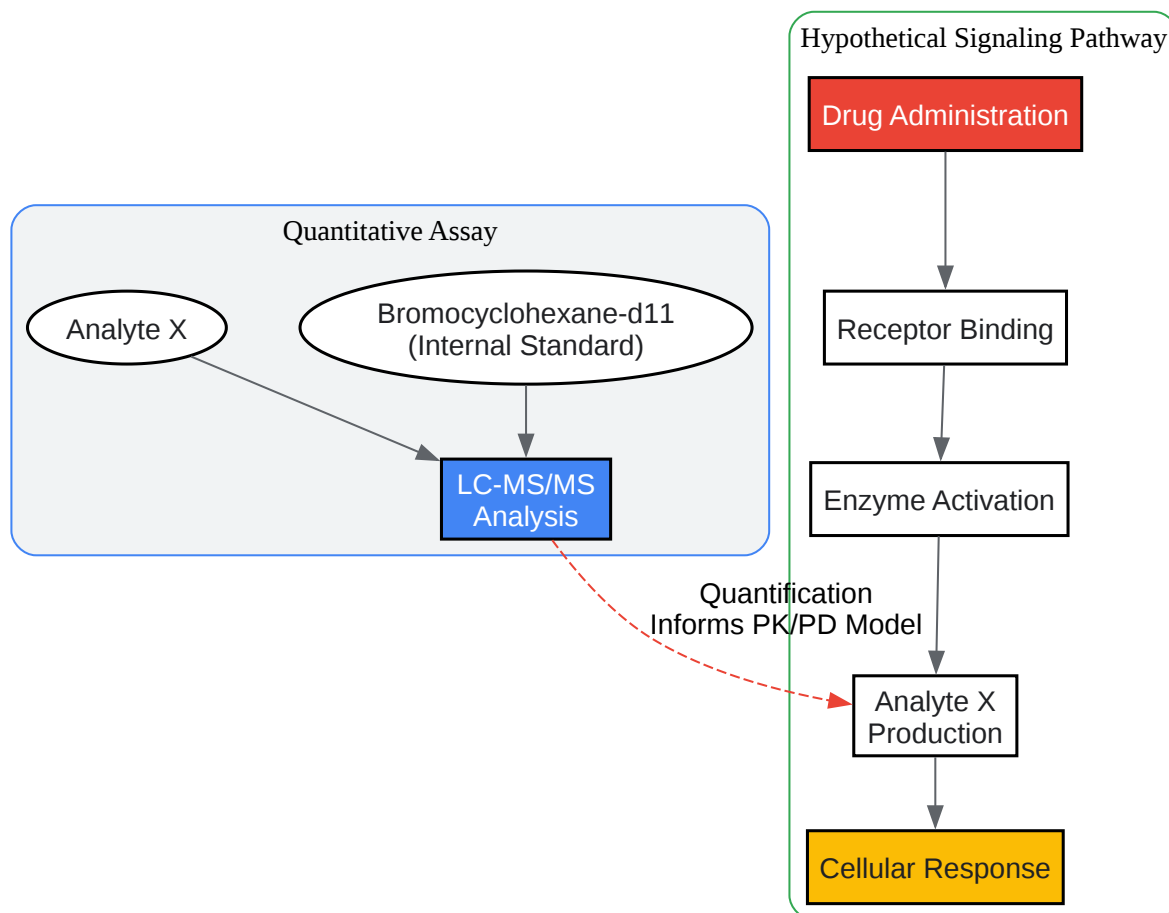 Hypothetical Signaling Pathway
Drug Administration
Quantitative Assay
Analyte X
Bromocyclohexane-d11
(Internal Standard)
Receptor Binding
LC-MS/MS
Analysis
Enzyme Activation
Quantification
Informs PK/PD Model
Analyte X
Production
Cellular Response